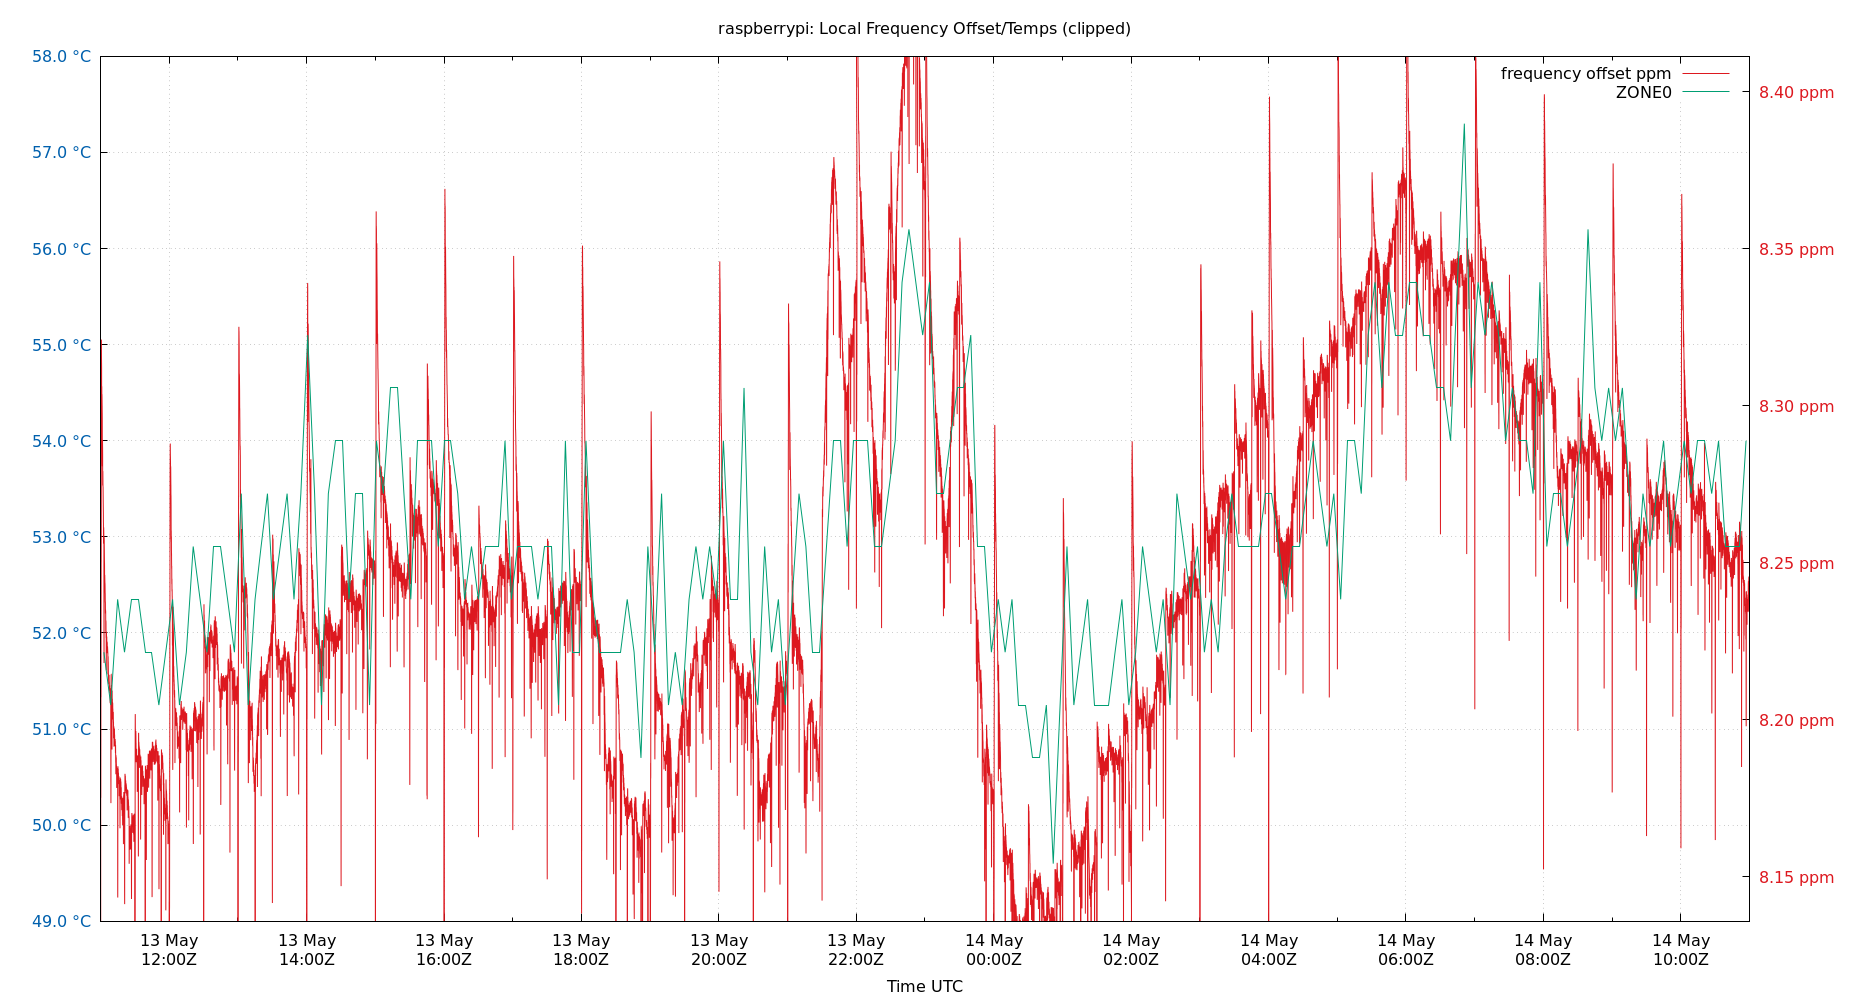 raspberrypi: Local Frequency Offset/Temps (clipped)
58.0 °C
57.0 °C
56.0 °C
55.0 °C
54.0 °C
53.0 °C
52.0 °C
51.0 °C
50.0 °C
49.0 °C
frequency offset ppm
ZONE0
8.40 ppm
8.35 ppm
8.30 ppm
8.25 ppm
8.20 ppm
8.15 ppm
13 May 13 May 13 May 13 May 13 May 13 May 14 May 14 May 14 May 14 May 14 May 14 May
12:00Z 14:00Z 16:00Z 18:00Z 20:00Z 22:00Z 00:00Z 02:00Z 04:00Z 06:00Z 08:00Z 10:00Z
Time UTC